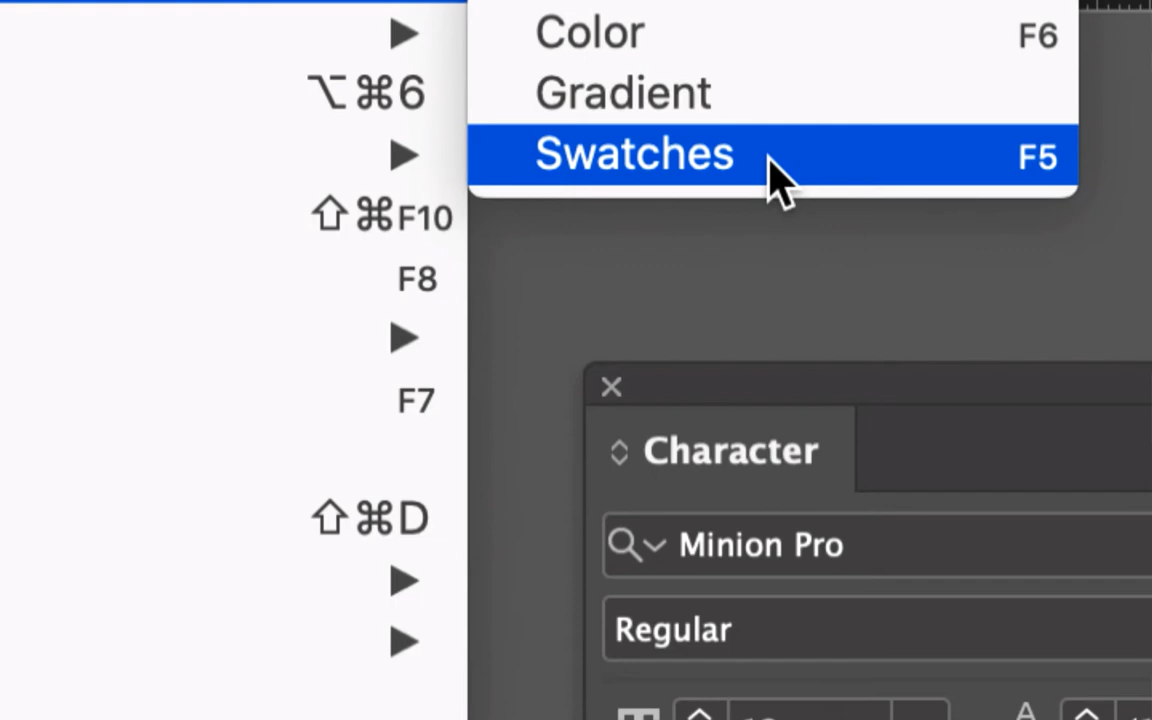 Color F6
⌥⌘6
Gradient
Swatches F5
⇧⌘F10
F8
F7
Character
⇧⌘D
Minion Pro
Regular